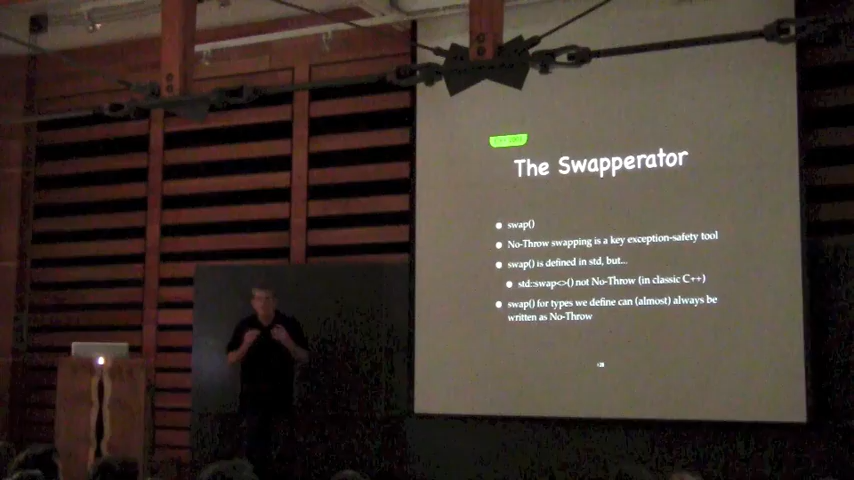 The Swapperator
swap()
No-Throw swapping is a key exception-safety tool
swap() is defined in std, but...
std::swap<>() not No-Throw (in classic C++)
swap() for types we define can (almost) always be
written as No-Throw